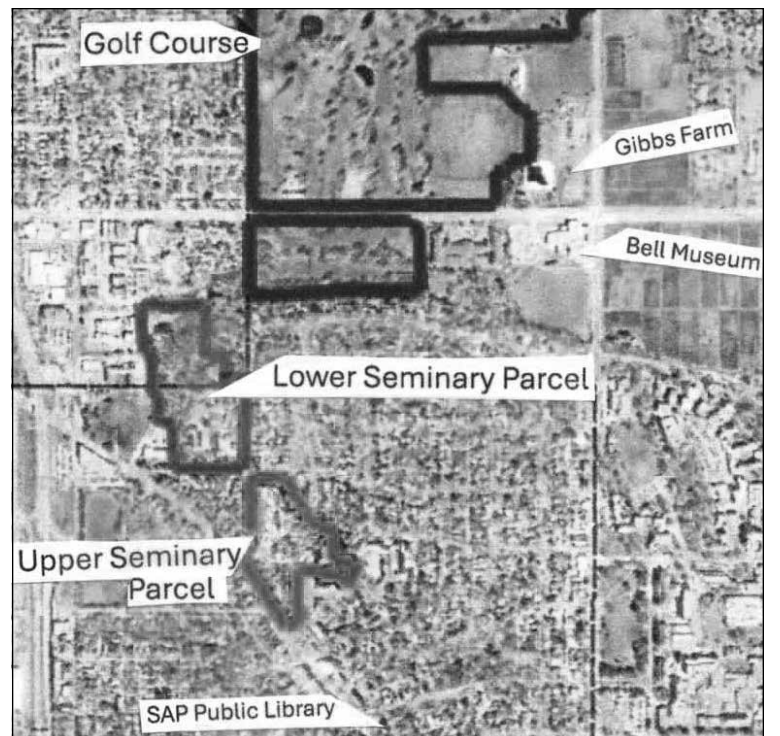 Golf Course
Gibbs Farm
Bell Museum
Lower Seminary Parcel
Upper Seminary
Parcel
SAP Public Library